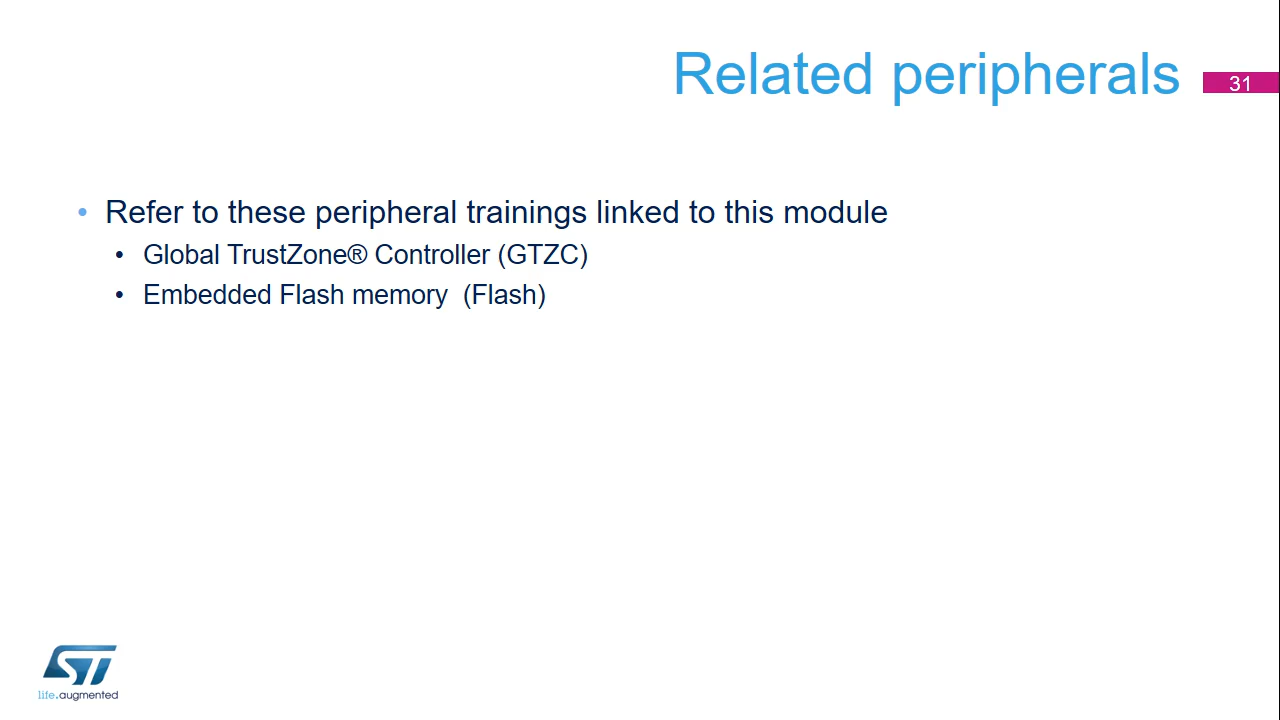 Related peripherals
31
• Refer to these peripheral trainings linked to this module
• Global TrustZone® Controller (GTZC)
• Embedded Flash memory  (Flash)
ST
life.augmented